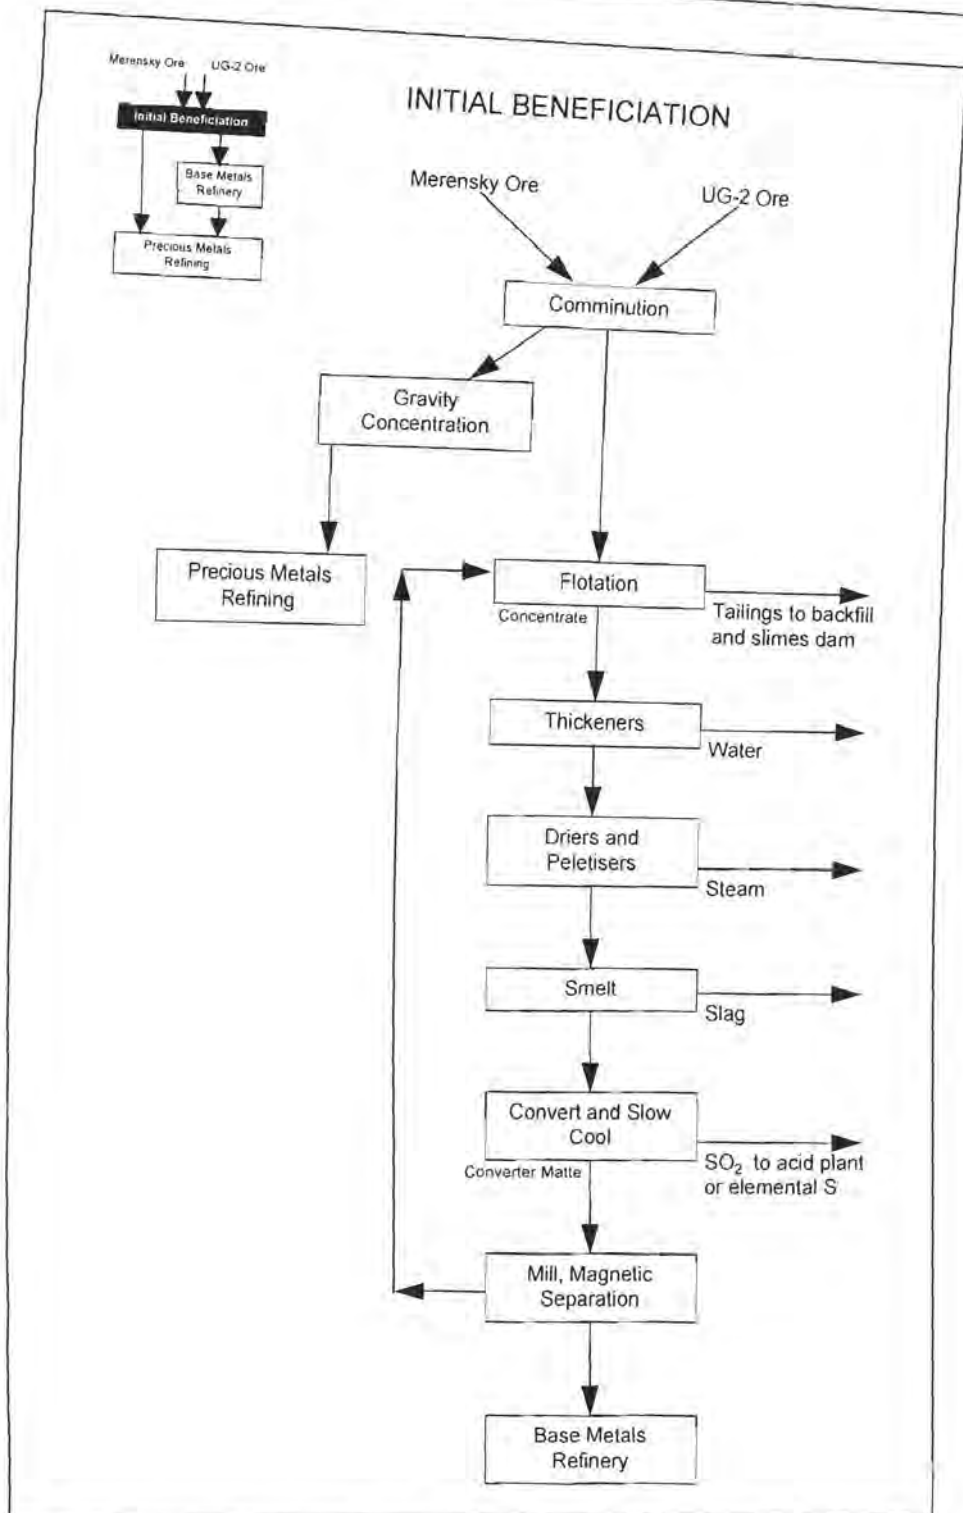 Merensky Ore UG-2 Ore
Initial Beneficiation
Base Metals
Refinery
Precious Metals
Refining
INITIAL BENEFICIATION
Merensky Ore
UG-2 Ore
Comminution
Gravity
Concentration
Precious Metals
Refining
Flotation
Concentrate
Tailings to backfill
and slimes dam
Thickeners
Water
Driers and
Peletisers
Steam
Smelt
Slag
Convert and Slow
Cool
Converter Matte
SO₂ to acid plant
or elemental S
Mill, Magnetic
Separation
Base Metals
Refinery